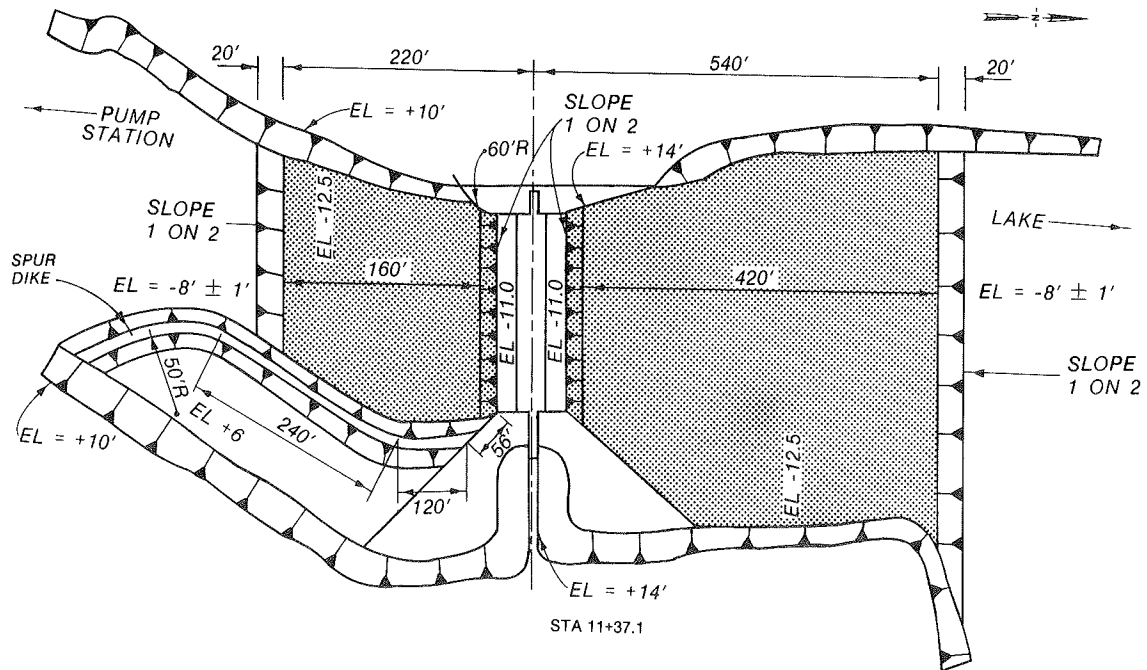 N
20'
220'
540'
20'
PUMP
STATION
EL = +10'
SLOPE
1 ON 2
60'R
EL = +14'
EL -12.5
SLOPE
1 ON 2
LAKE
SPUR
DIKE
EL = -8' ± 1'
160'
EL -11.0
EL -11.0
420'
EL = -8' ± 1'
SLOPE
1 ON 2
50'R
EL +6
240'
EL = +10'
56'
120'
EL -12.5
EL = +14'
STA 11+37.1